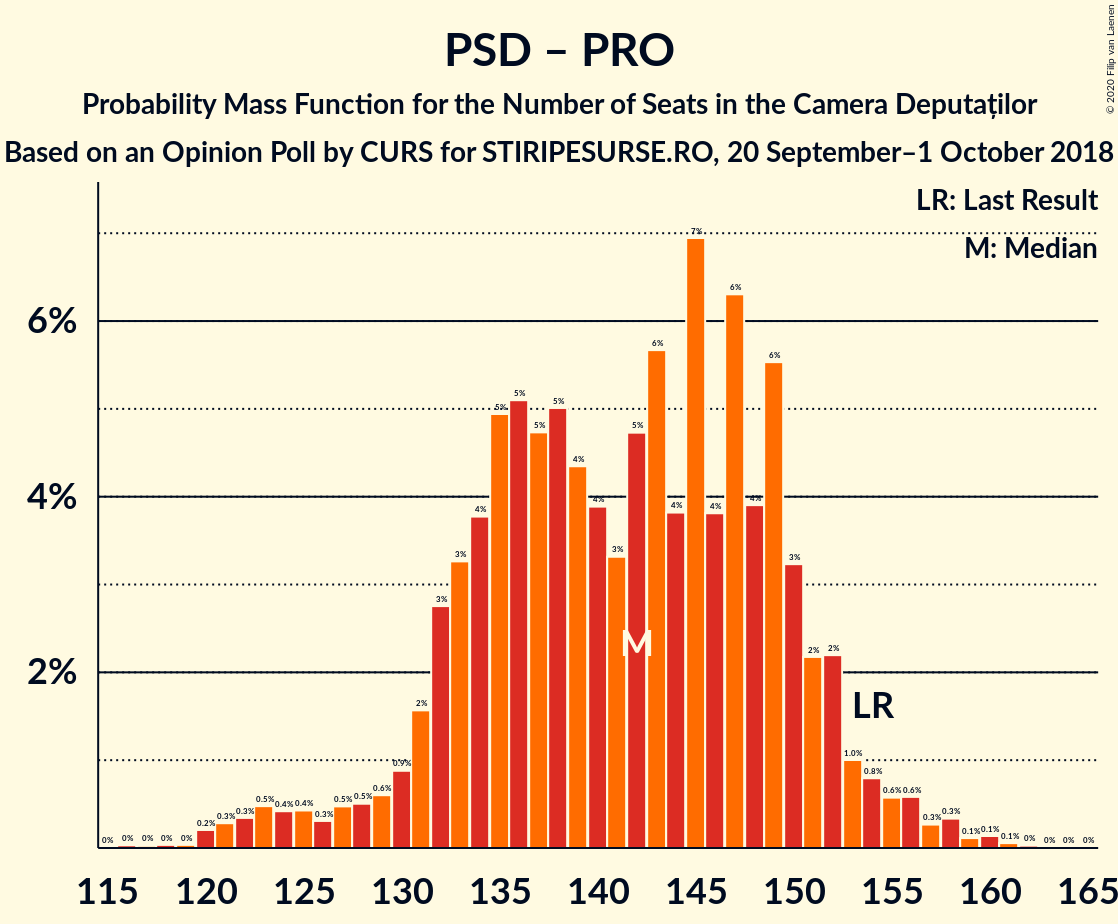 PSD – PRO
Probability Mass Function for the Number of Seats in the Camera Deputaților
Based on an Opinion Poll by CURS for STIRIPESURSE.RO, 20 September–1 October 2018
© 2020 Filip van Laenen
LR: Last Result
M: Median
6%
4%
2%
0% 0% 0% 0% 0% 0.2% 0.3% 0.3% 0.5% 0.4% 0.4% 0.3% 0.5% 0.5% 0.6% 0.9% 2% 3% 3% 4% 5% 5% 5% 5% 4% 4% 3% 5% 6% 4% 7% 4% 6% 4% 6% 3% 2% 2% 1.0% 0.8% 0.6% 0.6% 0.3% 0.3% 0.1% 0.1% 0.1% 0% 0% 0% 0%
M
LR
115 120 125 130 135 140 145 150 155 160 165